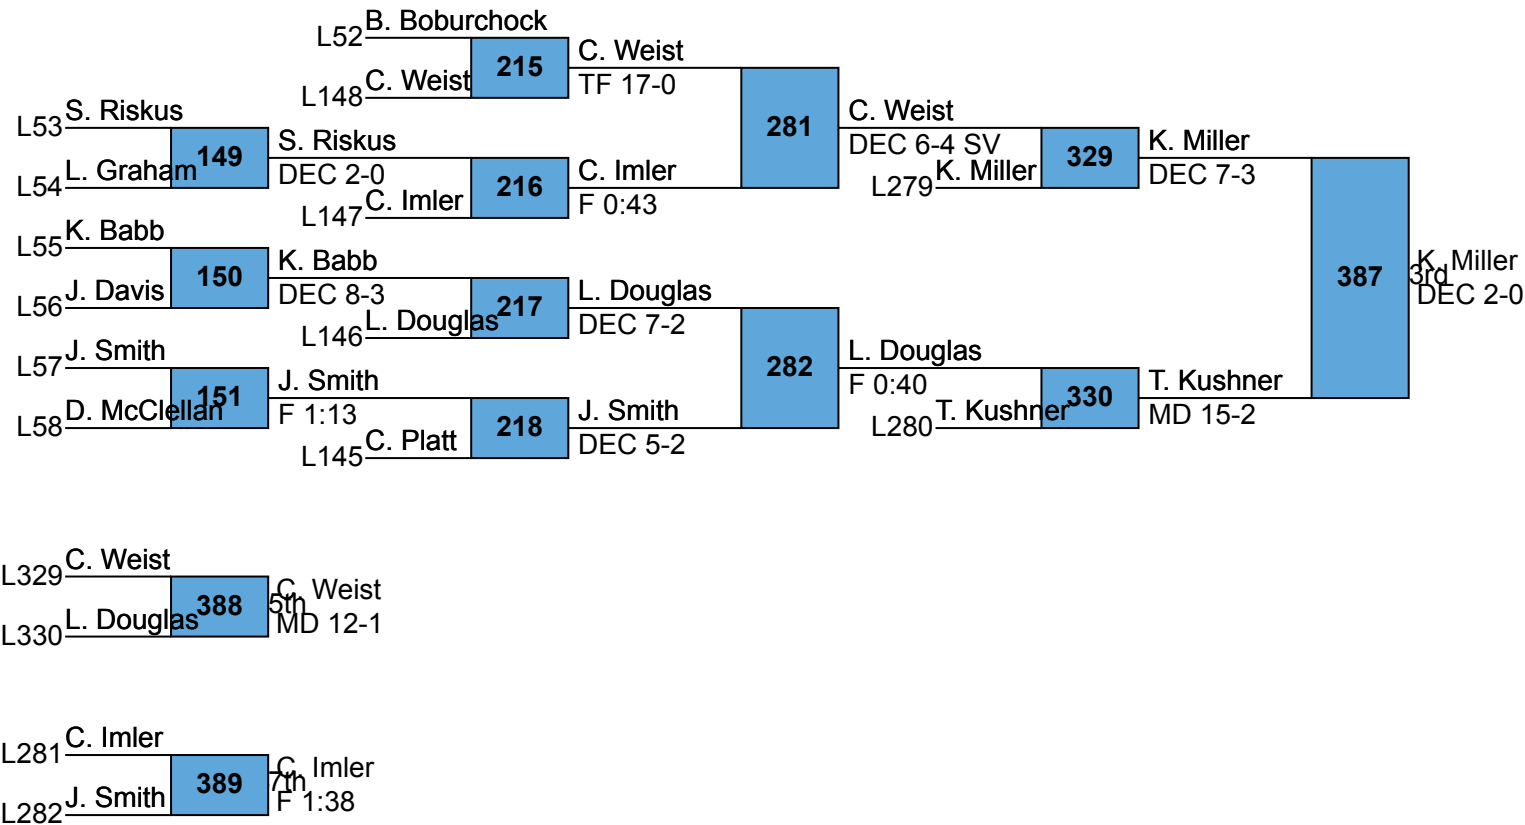 B. Boburchock
L52
215
C. Weist
TF 17-0
C. Weist
L148
S. Riskus
L53
149
S. Riskus
DEC 2-0
L. Graham
L54
216
C. Imler
F 0:43
C. Imler
L147
281
C. Weist
DEC 6-4 SV
K. Miller
L279
329
K. Miller
DEC 7-3
K. Babb
L55
150
K. Babb
DEC 8-3
J. Davis
L56
217
L. Douglas
DEC 7-2
L. Douglas
L146
J. Smith
L57
151
J. Smith
F 1:13
D. McClellan
L58
218
J. Smith
DEC 5-2
C. Platt
L145
282
L. Douglas
F 0:40
T. Kushner
L280
330
T. Kushner
MD 15-2
387
3rd
K. Miller
DEC 2-0
C. Weist
L329
388
5th
C. Weist
MD 12-1
L. Douglas
L330
C. Imler
L281
389
7th
C. Imler
F 1:38
J. Smith
L282